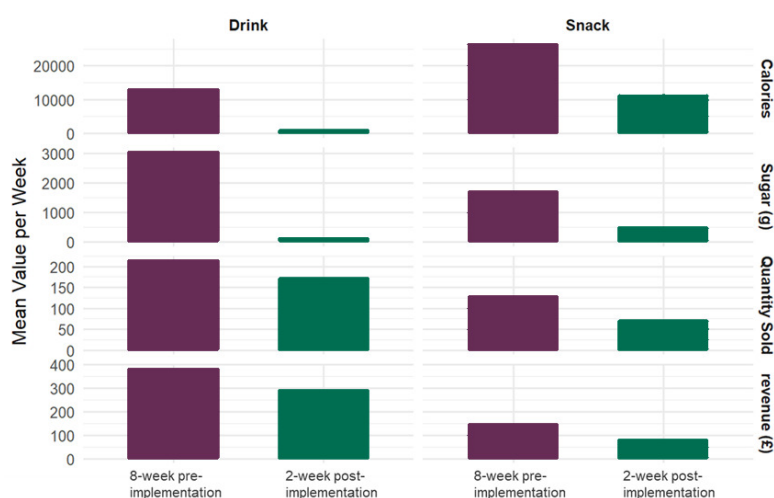 Drink
Snack
Mean Value per Week
20000
10000
0
Calories
3000
2000
1000
0
Sugar (g)
200
150
100
50
0
Quantity Sold
400
300
200
100
0
revenue (£)
8-week pre-
implementation
2-week post-
implementation
8-week pre-
implementation
2-week post-
implementation